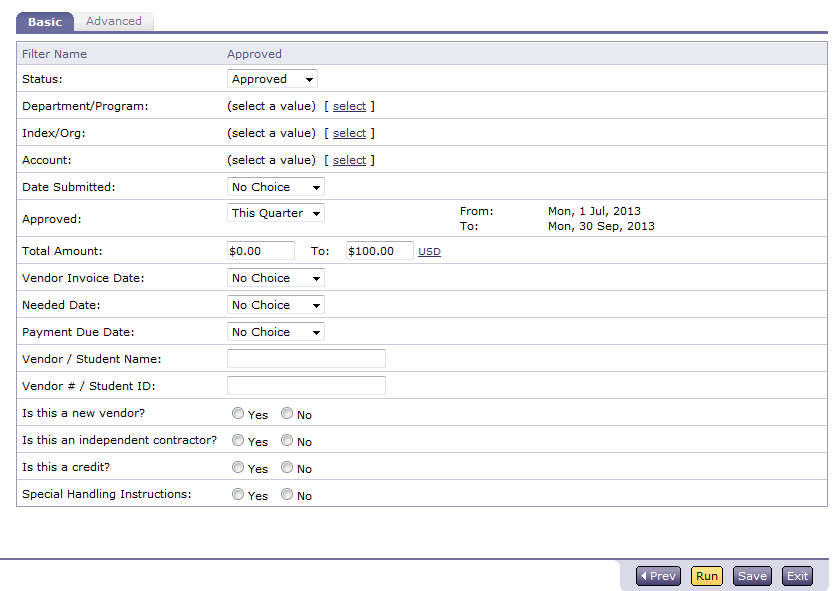 Basic Advanced
Filter Name Approved
Status: Approved
Department/Program: (select a value) [ select ]
Index/Org: (select a value) [ select ]
Account: (select a value) [ select ]
Date Submitted: No Choice
Approved: This Quarter From: Mon, 1 Jul, 2013
To: Mon, 30 Sep, 2013
Total Amount: $0.00 To: $100.00 USD
Vendor Invoice Date: No Choice
Needed Date: No Choice
Payment Due Date: No Choice
Vendor / Student Name:
Vendor # / Student ID:
Is this a new vendor? Yes No
Is this an independent contractor? Yes No
Is this a credit? Yes No
Special Handling Instructions: Yes No
Prev Run Save Exit